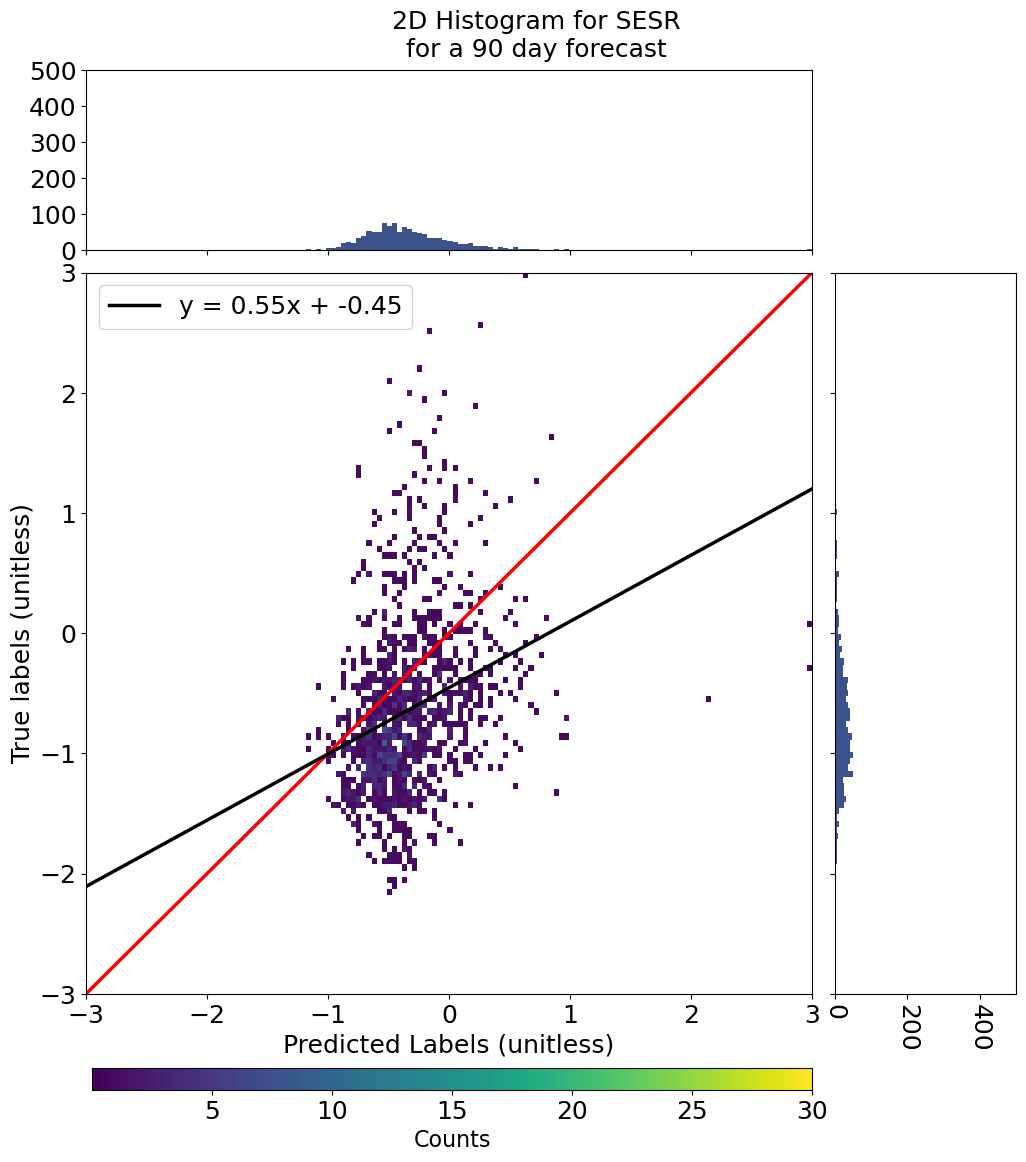 2D Histogram for SESR
for a 90 day forecast
500
400
300
200
100
0
3
2
1
0
−1
−2
−3
True labels (unitless)
y = 0.55x + -0.45
−3 −2 −1 0 1 2 3
Predicted Labels (unitless)
0 200 400
5 10 15 20 25 30
Counts